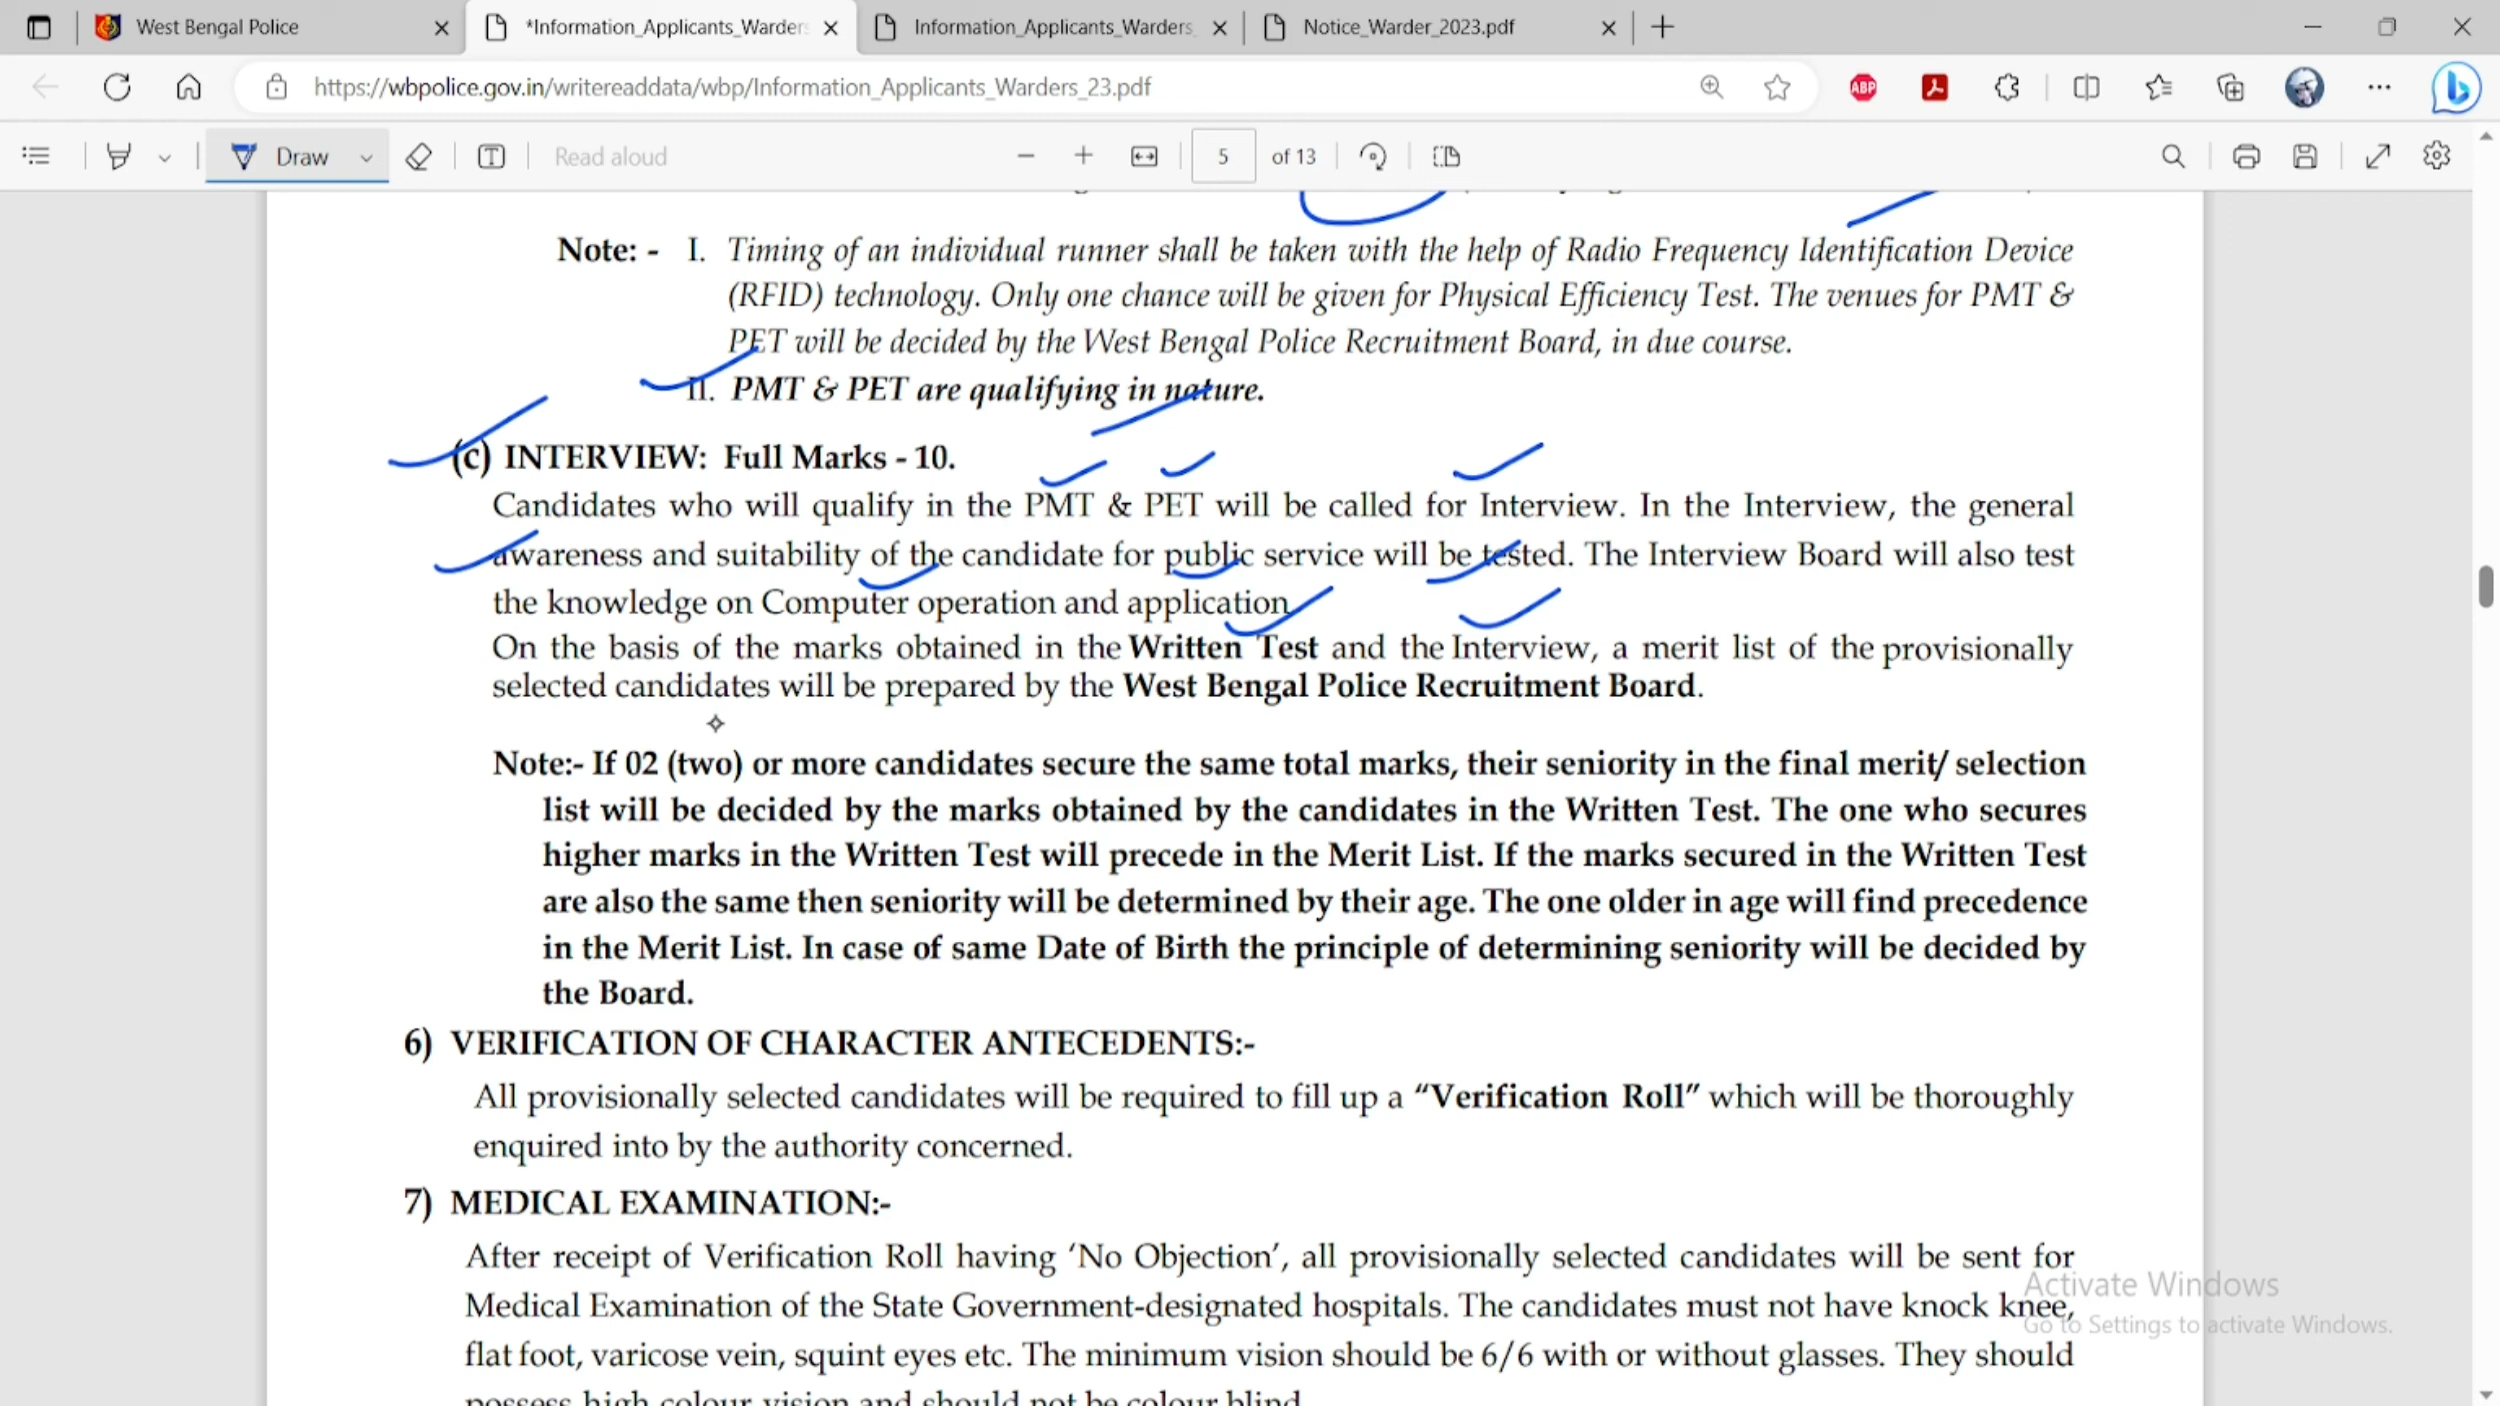 West Bengal Police
*Information_Applicants_Warders
Information_Applicants_Warders_
Notice_Warder_2023.pdf
https://wbpolice.gov.in/writereaddata/wbp/Information_Applicants_Warders_23.pdf
ABP
Draw
Read aloud
5 of 13
Note: - I. Timing of an individual runner shall be taken with the help of Radio Frequency Identification Device
(RFID) technology. Only one chance will be given for Physical Efficiency Test. The venues for PMT &
PET will be decided by the West Bengal Police Recruitment Board, in due course.
II. PMT & PET are qualifying in nature.
(c) INTERVIEW: Full Marks - 10.
Candidates who will qualify in the PMT & PET will be called for Interview. In the Interview, the general
awareness and suitability of the candidate for public service will be tested. The Interview Board will also test
the knowledge on Computer operation and application.
On the basis of the marks obtained in the Written Test and the Interview, a merit list of the provisionally
selected candidates will be prepared by the West Bengal Police Recruitment Board.
Note:- If 02 (two) or more candidates secure the same total marks, their seniority in the final merit/ selection
list will be decided by the marks obtained by the candidates in the Written Test. The one who secures
higher marks in the Written Test will precede in the Merit List. If the marks secured in the Written Test
are also the same then seniority will be determined by their age. The one older in age will find precedence
in the Merit List. In case of same Date of Birth the principle of determining seniority will be decided by
the Board.
6) VERIFICATION OF CHARACTER ANTECEDENTS:-
All provisionally selected candidates will be required to fill up a “Verification Roll” which will be thoroughly
enquired into by the authority concerned.
7) MEDICAL EXAMINATION:-
After receipt of Verification Roll having ‘No Objection’, all provisionally selected candidates will be sent for
Medical Examination of the State Government-designated hospitals. The candidates must not have knock knee,
flat foot, varicose vein, squint eyes etc. The minimum vision should be 6/6 with or without glasses. They should
possess high colour vision and should not be colour blind
Activate Windows
Go to Settings to activate Windows.